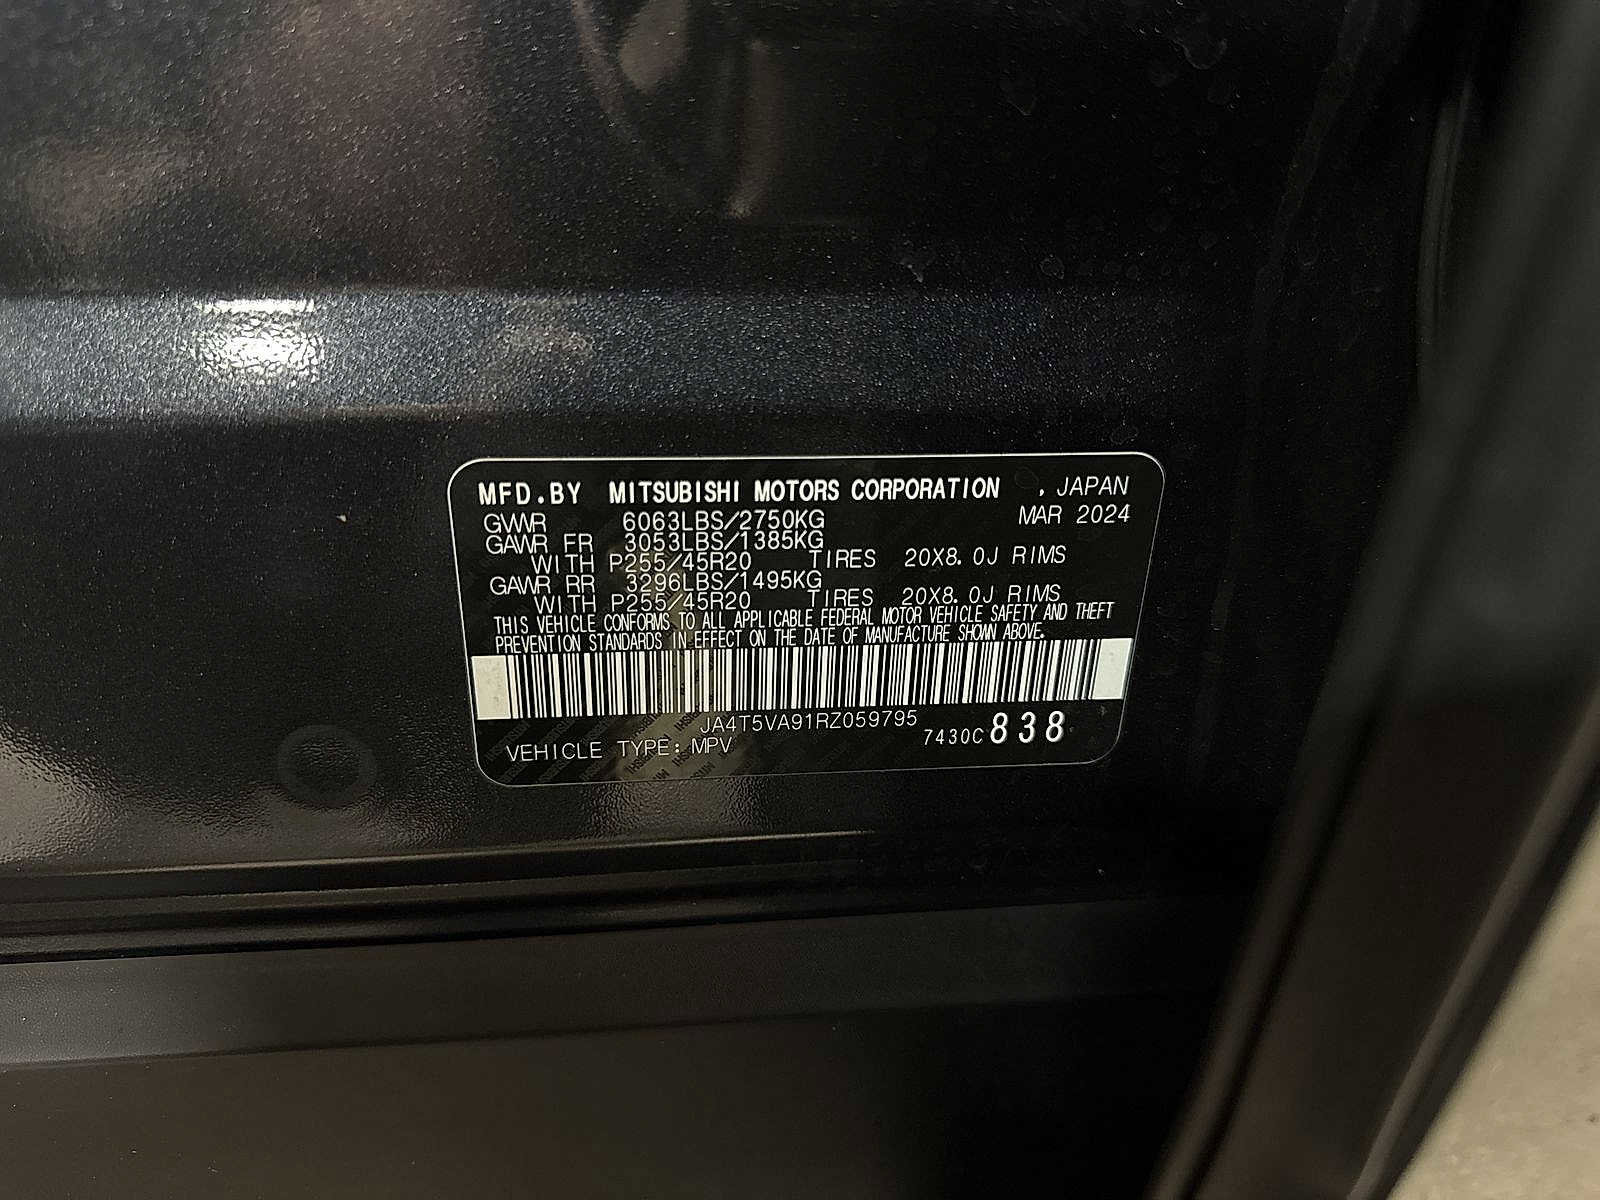 MFD.BY MITSUBISHI MOTORS CORPORATION , JAPAN
GVWR 6063LBS/2750KG MAR 2024
GAWR FR 3053LBS/1385KG
WITH P255/45R20 TIRES 20X8.0J RIMS
GAWR RR 3296LBS/1495KG
WITH P255/45R20 TIRES 20X8.0J RIMS
THIS VEHICLE CONFORMS TO ALL APPLICABLE FEDERAL MOTOR VEHICLE SAFETY AND THEFT
PREVENTION STANDARDS IN EFFECT ON THE DATE OF MANUFACTURE SHOWN ABOVE.
JA4T5VA91RZ059795
VEHICLE TYPE: MPV 7430C 838